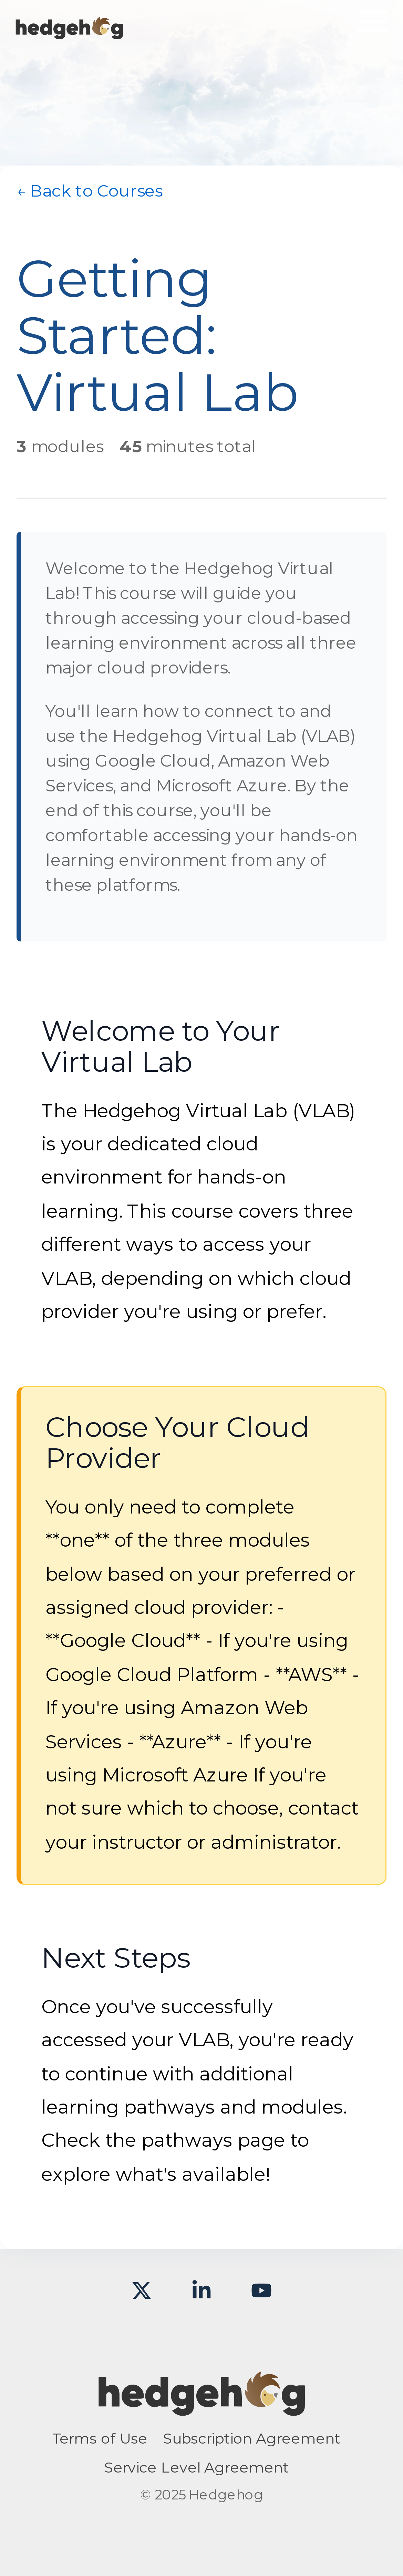 hedgehog
← Back to Courses
Getting
Started:
Virtual Lab
3 modules 45 minutes total
Welcome to the Hedgehog Virtual
Lab! This course will guide you
through accessing your cloud-based
learning environment across all three
major cloud providers.
You'll learn how to connect to and
use the Hedgehog Virtual Lab (VLAB)
using Google Cloud, Amazon Web
Services, and Microsoft Azure. By the
end of this course, you'll be
comfortable accessing your hands-on
learning environment from any of
these platforms.
Welcome to Your
Virtual Lab
The Hedgehog Virtual Lab (VLAB)
is your dedicated cloud
environment for hands-on
learning. This course covers three
different ways to access your
VLAB, depending on which cloud
provider you're using or prefer.
Choose Your Cloud
Provider
You only need to complete
**one** of the three modules
below based on your preferred or
assigned cloud provider: -
**Google Cloud** - If you're using
Google Cloud Platform - **AWS** -
If you're using Amazon Web
Services - **Azure** - If you're
using Microsoft Azure If you're
not sure which to choose, contact
your instructor or administrator.
Next Steps
Once you've successfully
accessed your VLAB, you're ready
to continue with additional
learning pathways and modules.
Check the pathways page to
explore what's available!
hedgehog
Terms of Use Subscription Agreement
Service Level Agreement
© 2025 Hedgehog